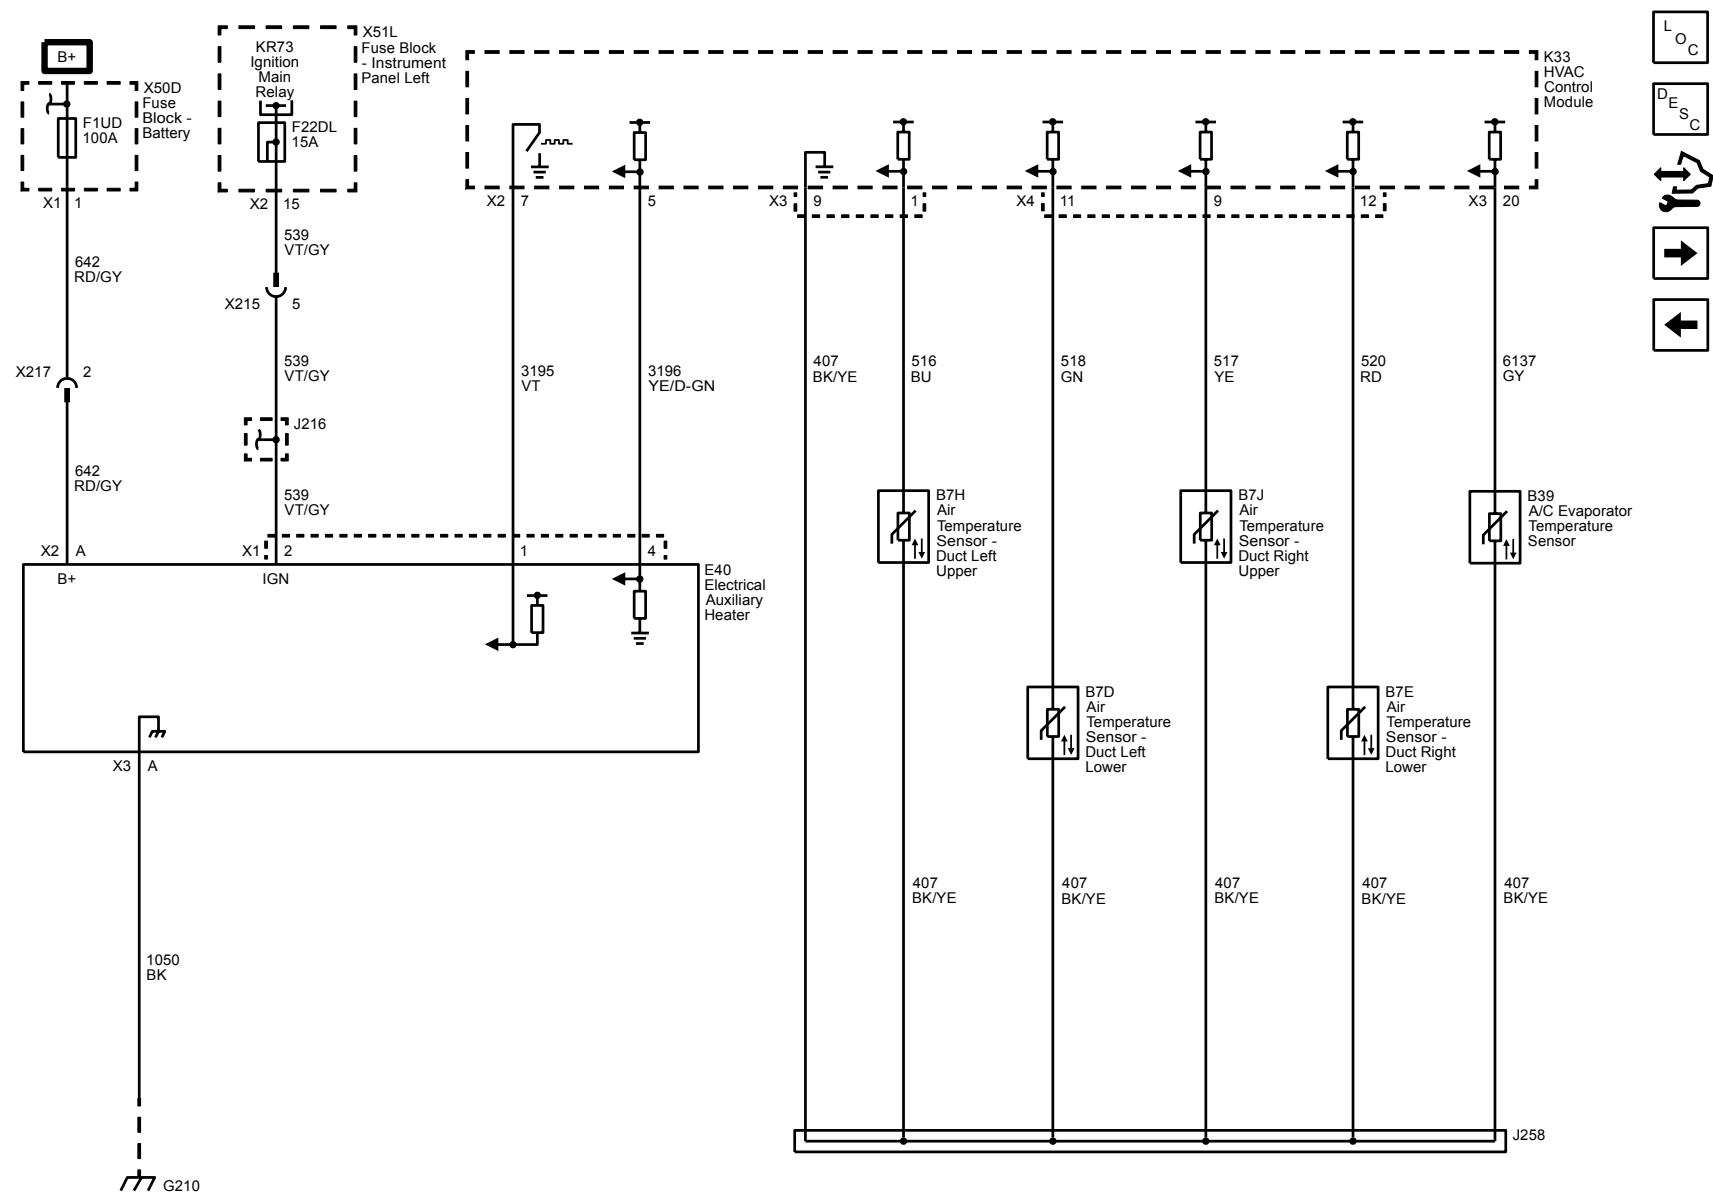 B+
X50D
Fuse
Block -
Battery
F1UD
100A
X1 1
642
RD/GY
X217 2
642
RD/GY
X2 A
B+
KR73
Ignition
Main
Relay
X51L
Fuse Block
- Instrument
Panel Left
F22DL
15A
X2 15
539
VT/GY
X215 5
539
VT/GY
J216
539
VT/GY
X1 2
IGN
K33
HVAC
Control
Module
X2 7
5
X3 9
1
X4 11
9
12
X3 20
3195
VT
3196
YE/D-GN
407
BK/YE
516
BU
518
GN
517
YE
520
RD
6137
GY
1
4
E40
Electrical
Auxiliary
Heater
B7H
Air
Temperature
Sensor -
Duct Left
Upper
B7J
Air
Temperature
Sensor -
Duct Right
Upper
B39
A/C Evaporator
Temperature
Sensor
B7D
Air
Temperature
Sensor -
Duct Left
Lower
B7E
Air
Temperature
Sensor -
Duct Right
Lower
X3 A
407
BK/YE
407
BK/YE
407
BK/YE
407
BK/YE
407
BK/YE
1050
BK
J258
G210
LOC
DESC